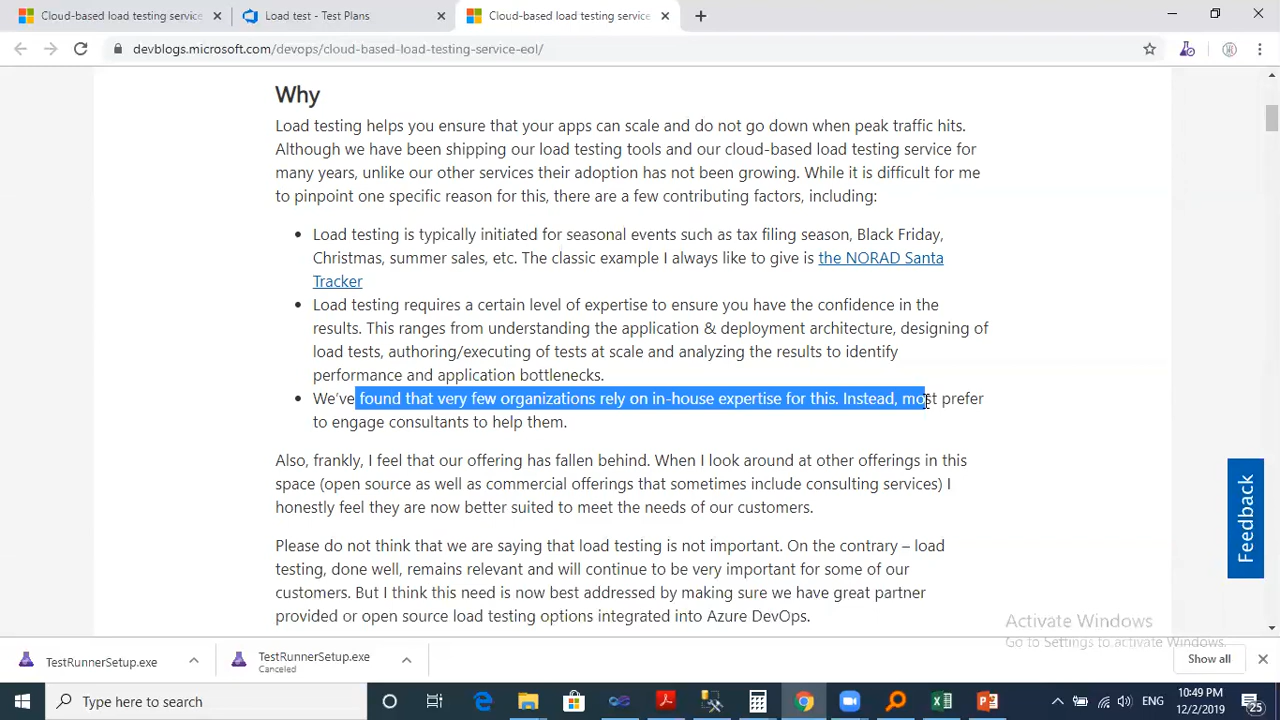 Cloud-based load testing servic
Load test - Test Plans
Cloud-based load testing service
devblogs.microsoft.com/devops/cloud-based-load-testing-service-eol/
Why
Load testing helps you ensure that your apps can scale and do not go down when peak traffic hits.
Although we have been shipping our load testing tools and our cloud-based load testing service for
many years, unlike our other services their adoption has not been growing. While it is difficult for me
to pinpoint one specific reason for this, there are a few contributing factors, including:
• Load testing is typically initiated for seasonal events such as tax filing season, Black Friday,
Christmas, summer sales, etc. The classic example I always like to give is the NORAD Santa
Tracker
• Load testing requires a certain level of expertise to ensure you have the confidence in the
results. This ranges from understanding the application & deployment architecture, designing of
load tests, authoring/executing of tests at scale and analyzing the results to identify
performance and application bottlenecks.
• We've found that very few organizations rely on in-house expertise for this. Instead, most prefer
to engage consultants to help them.
Also, frankly, I feel that our offering has fallen behind. When I look around at other offerings in this
space (open source as well as commercial offerings that sometimes include consulting services) I
honestly feel they are now better suited to meet the needs of our customers.
Please do not think that we are saying that load testing is not important. On the contrary – load
testing, done well, remains relevant and will continue to be very important for some of our
customers. But I think this need is now best addressed by making sure we have great partner
provided or open source load testing options integrated into Azure DevOps.
Feedback
Activate Windows
Go to Settings to activate Windows.
TestRunnerSetup.exe
TestRunnerSetup.exe
Canceled
Show all
Type here to search
ENG
10:49 PM
12/2/2019
25